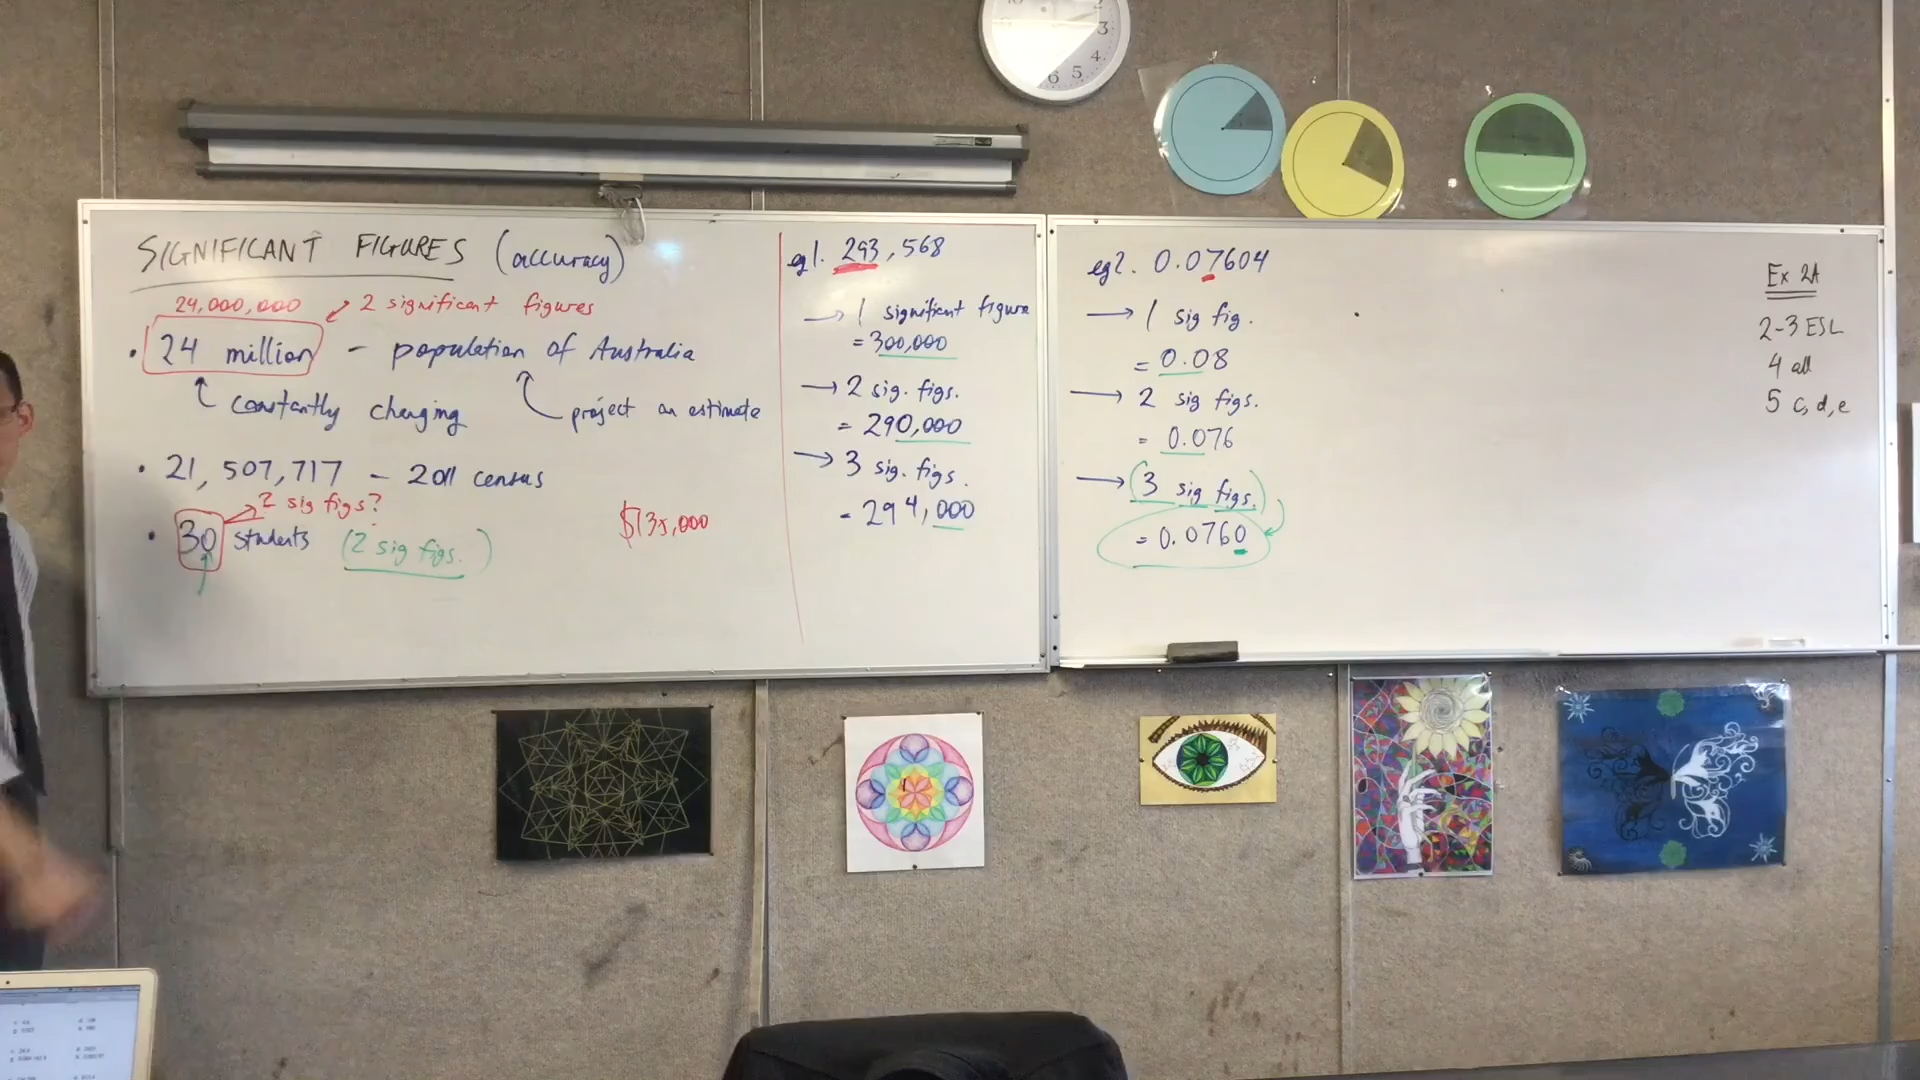 SIGNIFICANT FIGURES (accuracy)
24,000,000
2 significant figures
• 24 million – population of Australia
constantly changing
project an estimate
• 21,507,717 – 2011 census
2 sig figs?
• 30 students (2 sig figs.)
$135,000
eg1. 293,568
→ 1 significant figure
= 300,000
→ 2 sig. figs.
= 290,000
→ 3 sig. figs.
= 294,000
eg2. 0.07604
→ 1 sig fig.
= 0.08
→ 2 sig figs.
= 0.076
→ (3 sig figs.)
= 0.0760
Ex 2A
2-3 ESL
4 all
5 c,d,e
3
4
5
6